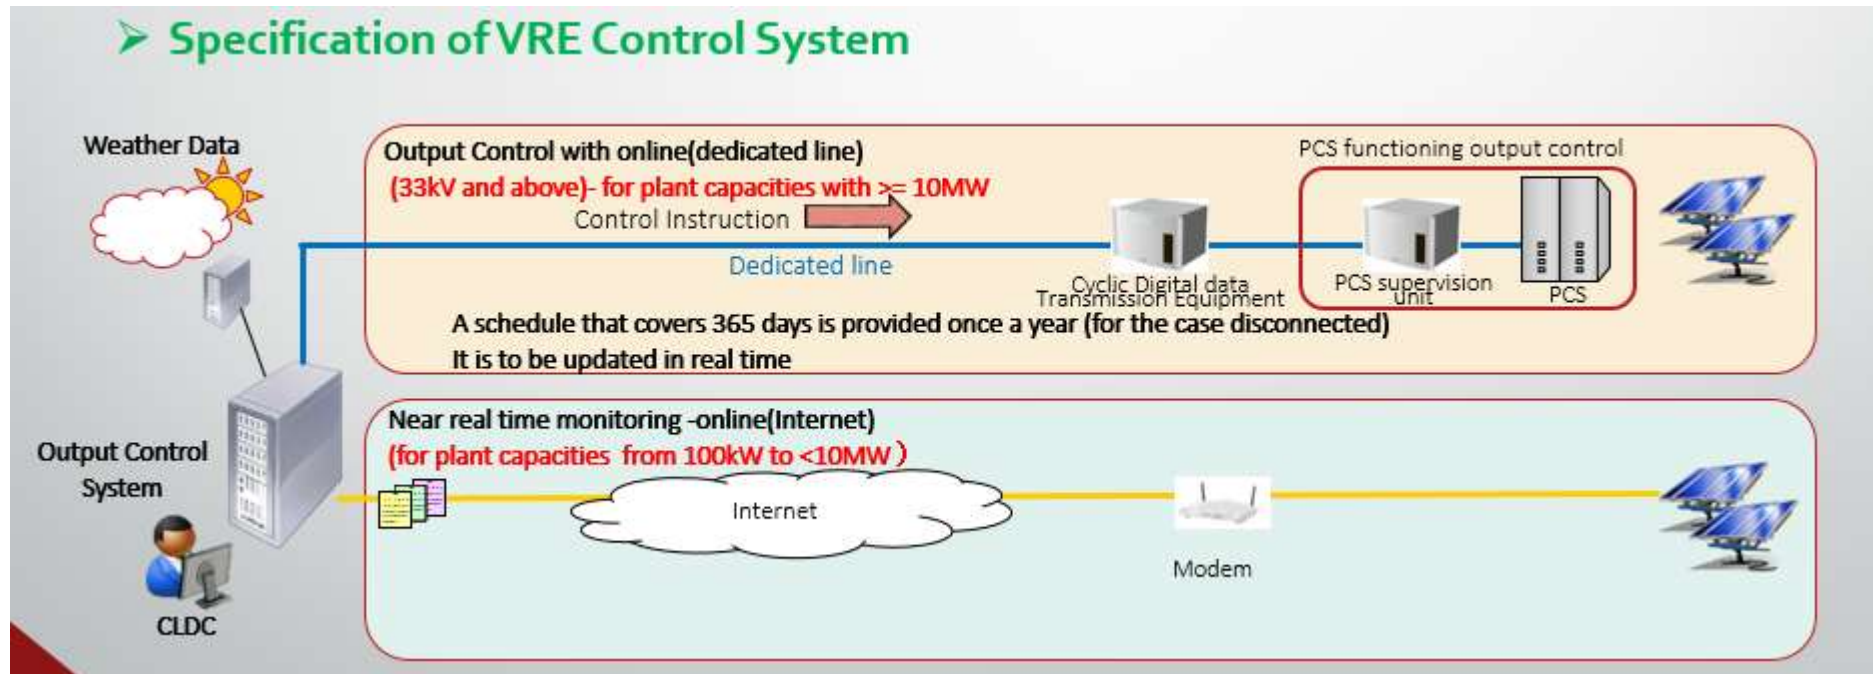 Specification of VRE Control System
Weather Data
Output Control with online(dedicated line)
(33kV and above)- for plant capacities with >= 10MW
Control Instruction
Dedicated line
PCS functioning output control
Cyclic Digital data
Transmission Equipment
PCS supervision
unit
PCS
A schedule that covers 365 days is provided once a year (for the case disconnected)
It is to be updated in real time
Output Control
System
CLDC
Near real time monitoring -online(Internet)
(for plant capacities from 100kW to <10MW）
Internet
Modem